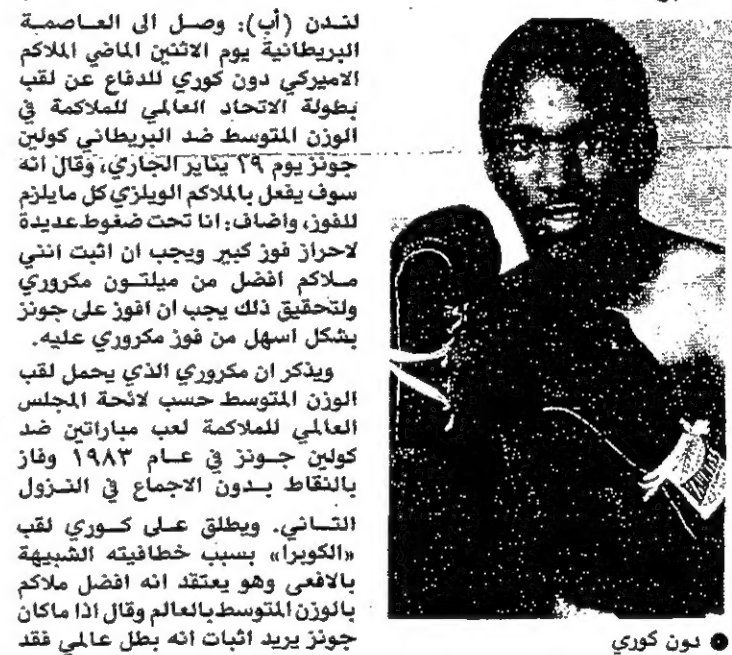 لندن (أب): وصل الى العاصمة
البريطانية يوم الاثنين الماضي الملاكم
الاميركي دون كوري للدفاع عن لقب
بطولة الاتحاد العالمي للملاكمة في
الوزن المتوسط ضد البريطاني كولين
جونز يوم ١٩ يناير الجاري، وقال انه
سوف يفعل بالملاكم الويلزي كل مايلزم
للفوز، واضاف: انا تحت ضغوط عديدة
لاحراز فوز كبير ويجب ان اثبت انني
ملاكم افضل من ميلتون مكروري
ولتحقيق ذلك يجب ان افوز على جونز
بشكل اسهل من فوز مكروري عليه.
ويذكر ان مكروري الذي يحمل لقب
الوزن المتوسط حسب لائحة المجلس
العالمي للملاكمة لعب مباراتين ضد
كولين جونز في عام ١٩٨٣ وفاز
بالنقاط بدون الاجماع في النزول
الثاني. ويطلق على كوري لقب
«الكوبرا» بسبب خطافيته الشبيهة
بالافعى وهو يعتقد انه افضل ملاكم
بالوزن المتوسط بالعالم وقال اذا ماكان
جونز يريد اثبات انه بطل عالمي فقد
دون كوري